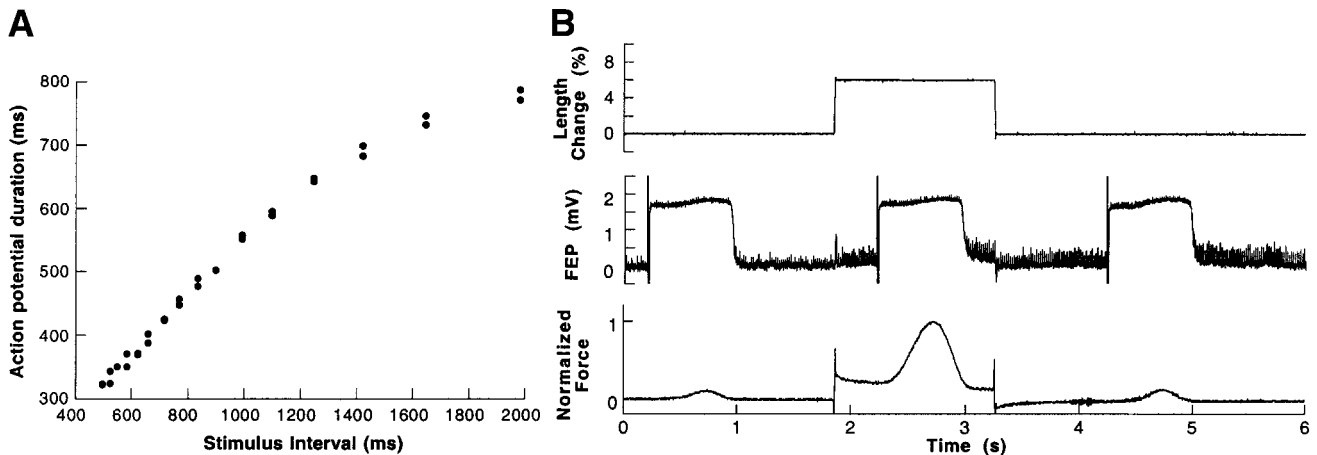 A
Action potential duration (ms)
800
700
600
500
400
300
400 600 800 1000 1200 1400 1600 1800 2000
Stimulus Interval (ms)
B
Length
Change (%)
8
4
0
FEP (mV)
2
1
0
Normalized
Force
1
0
0 1 2 3 4 5 6
Time (s)